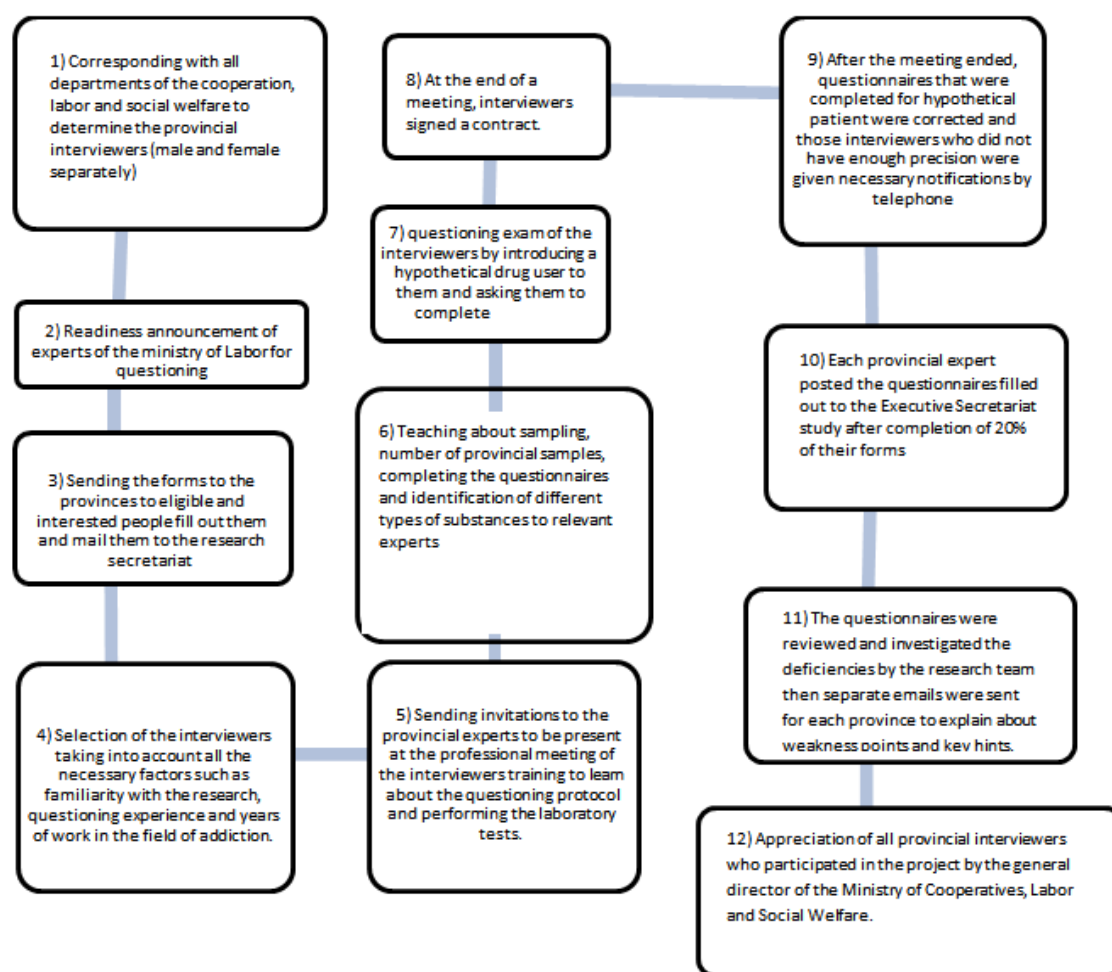 1) Corresponding with all
departments of the cooperation,
labor and social welfare to
determine the provincial
interviewers (male and female
separately)
2) Readiness announcement of
experts of the ministry of Labor for
questioning
3) Sending the forms to the
provinces to eligible and
interested people fill out them
and mail them to the research
secretariat
4) Selection of the interviewers
taking into account all the
necessary factors such as
familiarity with the research,
questioning experience and years
of work in the field of addiction.
5) Sending invitations to the
provincial experts to be present
at the professional meeting of
the interviewers training to learn
about the questioning protocol
and performing the laboratory
tests.
6) Teaching about sampling,
number of provincial samples,
completing the questionnaires
and identification of different
types of substances to relevant
experts
7) questioning exam of the
interviewers by introducing a
hypothetical drug user to
them and asking them to
complete
8) At the end of a
meeting, interviewers
signed a contract.
9) After the meeting ended,
questionnaires that were
completed for hypothetical
patient were corrected and
those interviewers who did not
have enough precision were
given necessary notifications by
telephone
10) Each provincial expert
posted the questionnaires filled
out to the Executive Secretariat
study after completion of 20%
of their forms
11) The questionnaires were
reviewed and investigated the
deficiencies by the research team
then separate emails were sent
for each province to explain about
weakness points and key hints.
12) Appreciation of all provincial interviewers
who participated in the project by the general
director of the Ministry of Cooperatives, Labor
and Social Welfare.